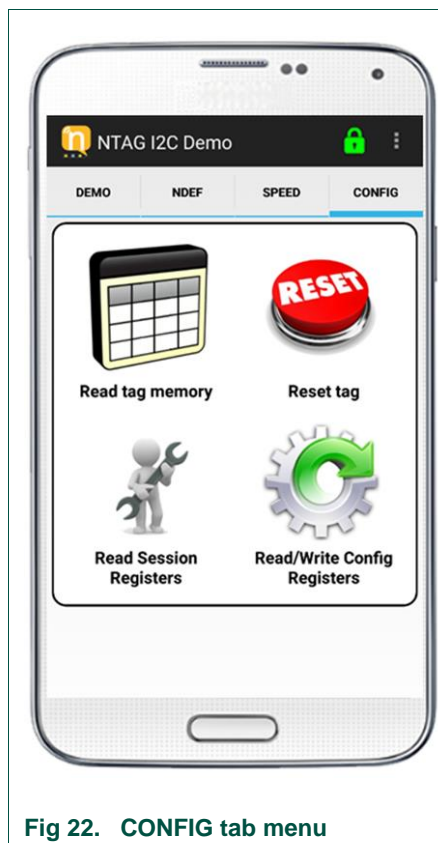 NTAG I2C Demo
DEMO NDEF SPEED CONFIG
RESET
Read tag memory Reset tag
Read Session Read/Write Config
Registers Registers
Fig 22. CONFIG tab menu